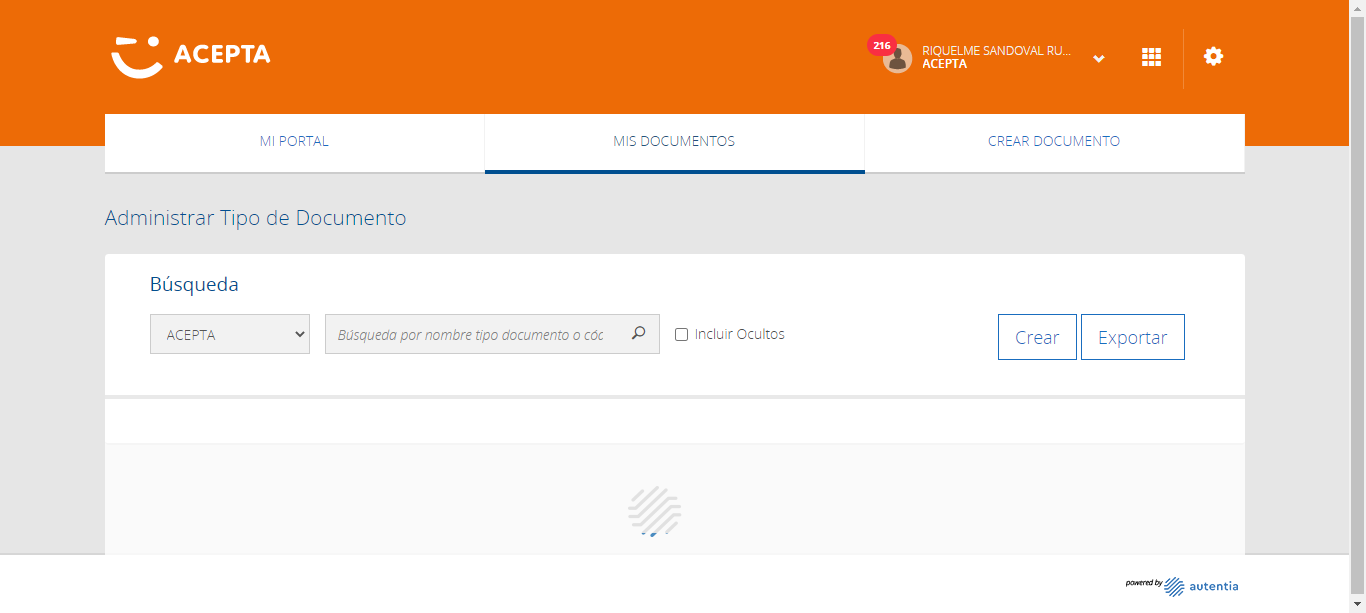 ACEPTA
216
RIQUELME SANDOVAL RU...
ACEPTA
MI PORTAL
MIS DOCUMENTOS
CREAR DOCUMENTO
Administrar Tipo de Documento
Búsqueda
ACEPTA
Búsqueda por nombre tipo documento o cóc
Incluir Ocultos
Crear
Exportar
powered by autentia